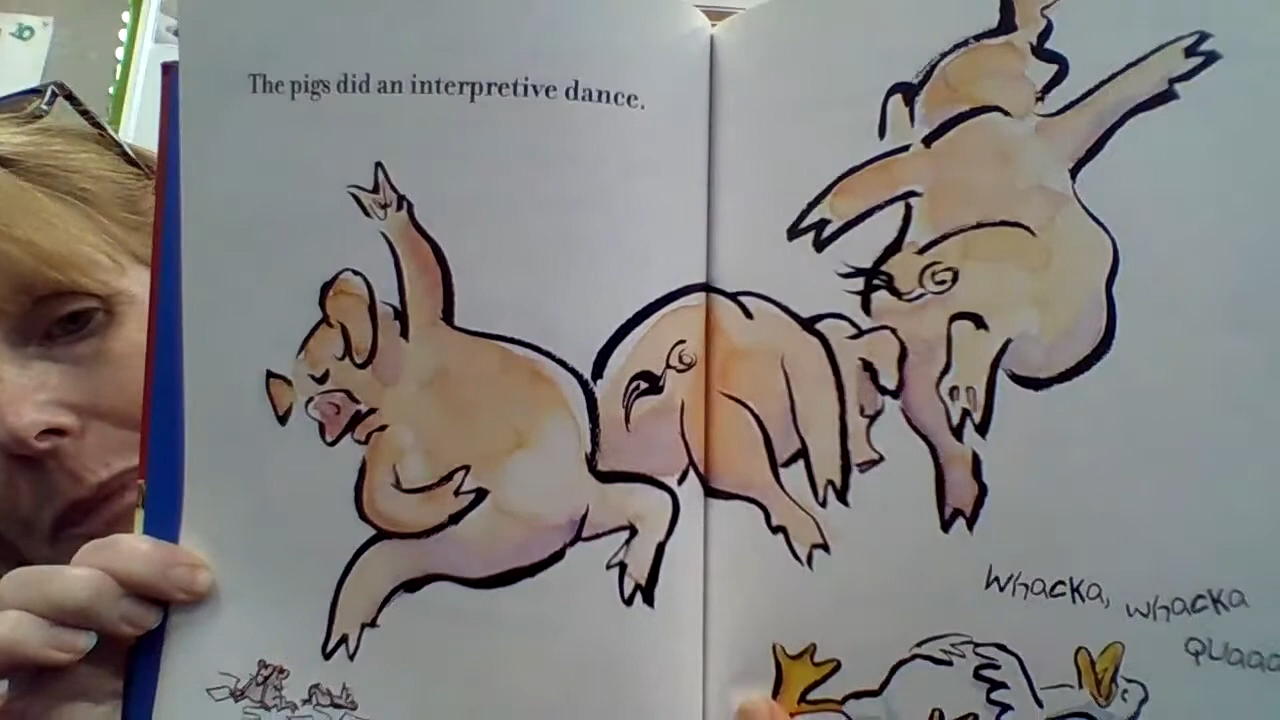 The pigs did an interpretive dance.
Whacka, whacka